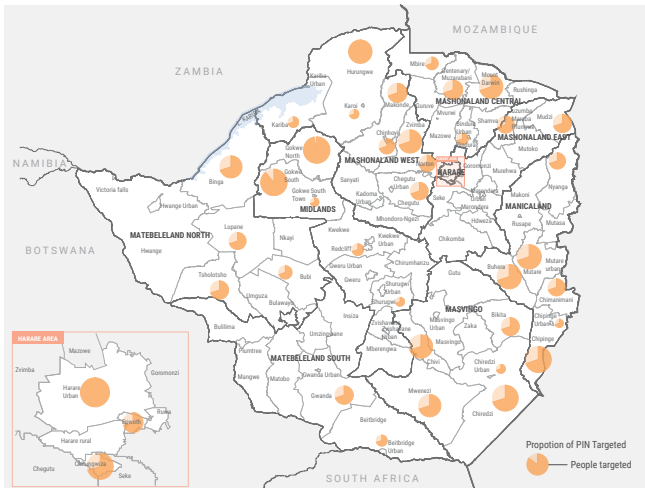 MOZAMBIQUE
ZAMBIA
NAMIBIA
BOTSWANA
SOUTH AFRICA
Mbire
Centenary/
Muzarabani
Mount
Darwin
Rushinga
Hurungwe
Kariba
Urban
Karoi
Makonde
Guruve
MASHONALAND CENTRAL
Mvurwi
Shamva
Mudzi
Kariba
Chinhoyi
Zvimba
Bindura
Urban
Mazowe
MASHONALAND EAST
Mutoko
Gokwe
North
MASHONALAND WEST
HARARE
Goromonzi
Murehwa
Binga
Gokwe
South
Sanyati
Chegutu
Urban
Nyanga
Victoria falls
Gokwe South
Town
Kadoma
Urban
Chegutu
Seke
Marondera
Makoni
Hwange Urban
MIDLANDS
MANICALAND
Mhondoro-Ngezi
Hwedza
Rusape
Mutasa
Lupane
Kwekwe
MATEBELELAND NORTH
Nkayi
Kwekwe
Urban
Chikomba
Hwange
Redcliff
Gweru Urban
Chirumhanzu
Buhera
Mutare
Mutare
urban
Tsholotsho
Bubi
Gweru
Gutu
Umguza
Shurugwi
Urban
Chimanimani
Bulawayo
Shurugwi
MASVINGO
Insiza
Zvishavane
Masvingo
Urban
Bikita
Chipinge
Urban
Bulilima
Umzingwane
Zvishavane
Urban
Zaka
Masvingo
Chipinge
Plumtree
MATEBELELAND SOUTH
Mberengwa
Chivi
Chiredzi
Urban
Mangwe
Matobo
Gwanda Urban
Gwanda
Mwenezi
Chiredzi
Beitbridge
Beitbridge
Urban
HARARE AREA
Mazowe
Zvimba
Goromonzi
Harare
Urban
Ruwa
Epworth
Harare rural
Chitungwiza
Chegutu
Seke
Propotion of PIN Targeted
People targeted